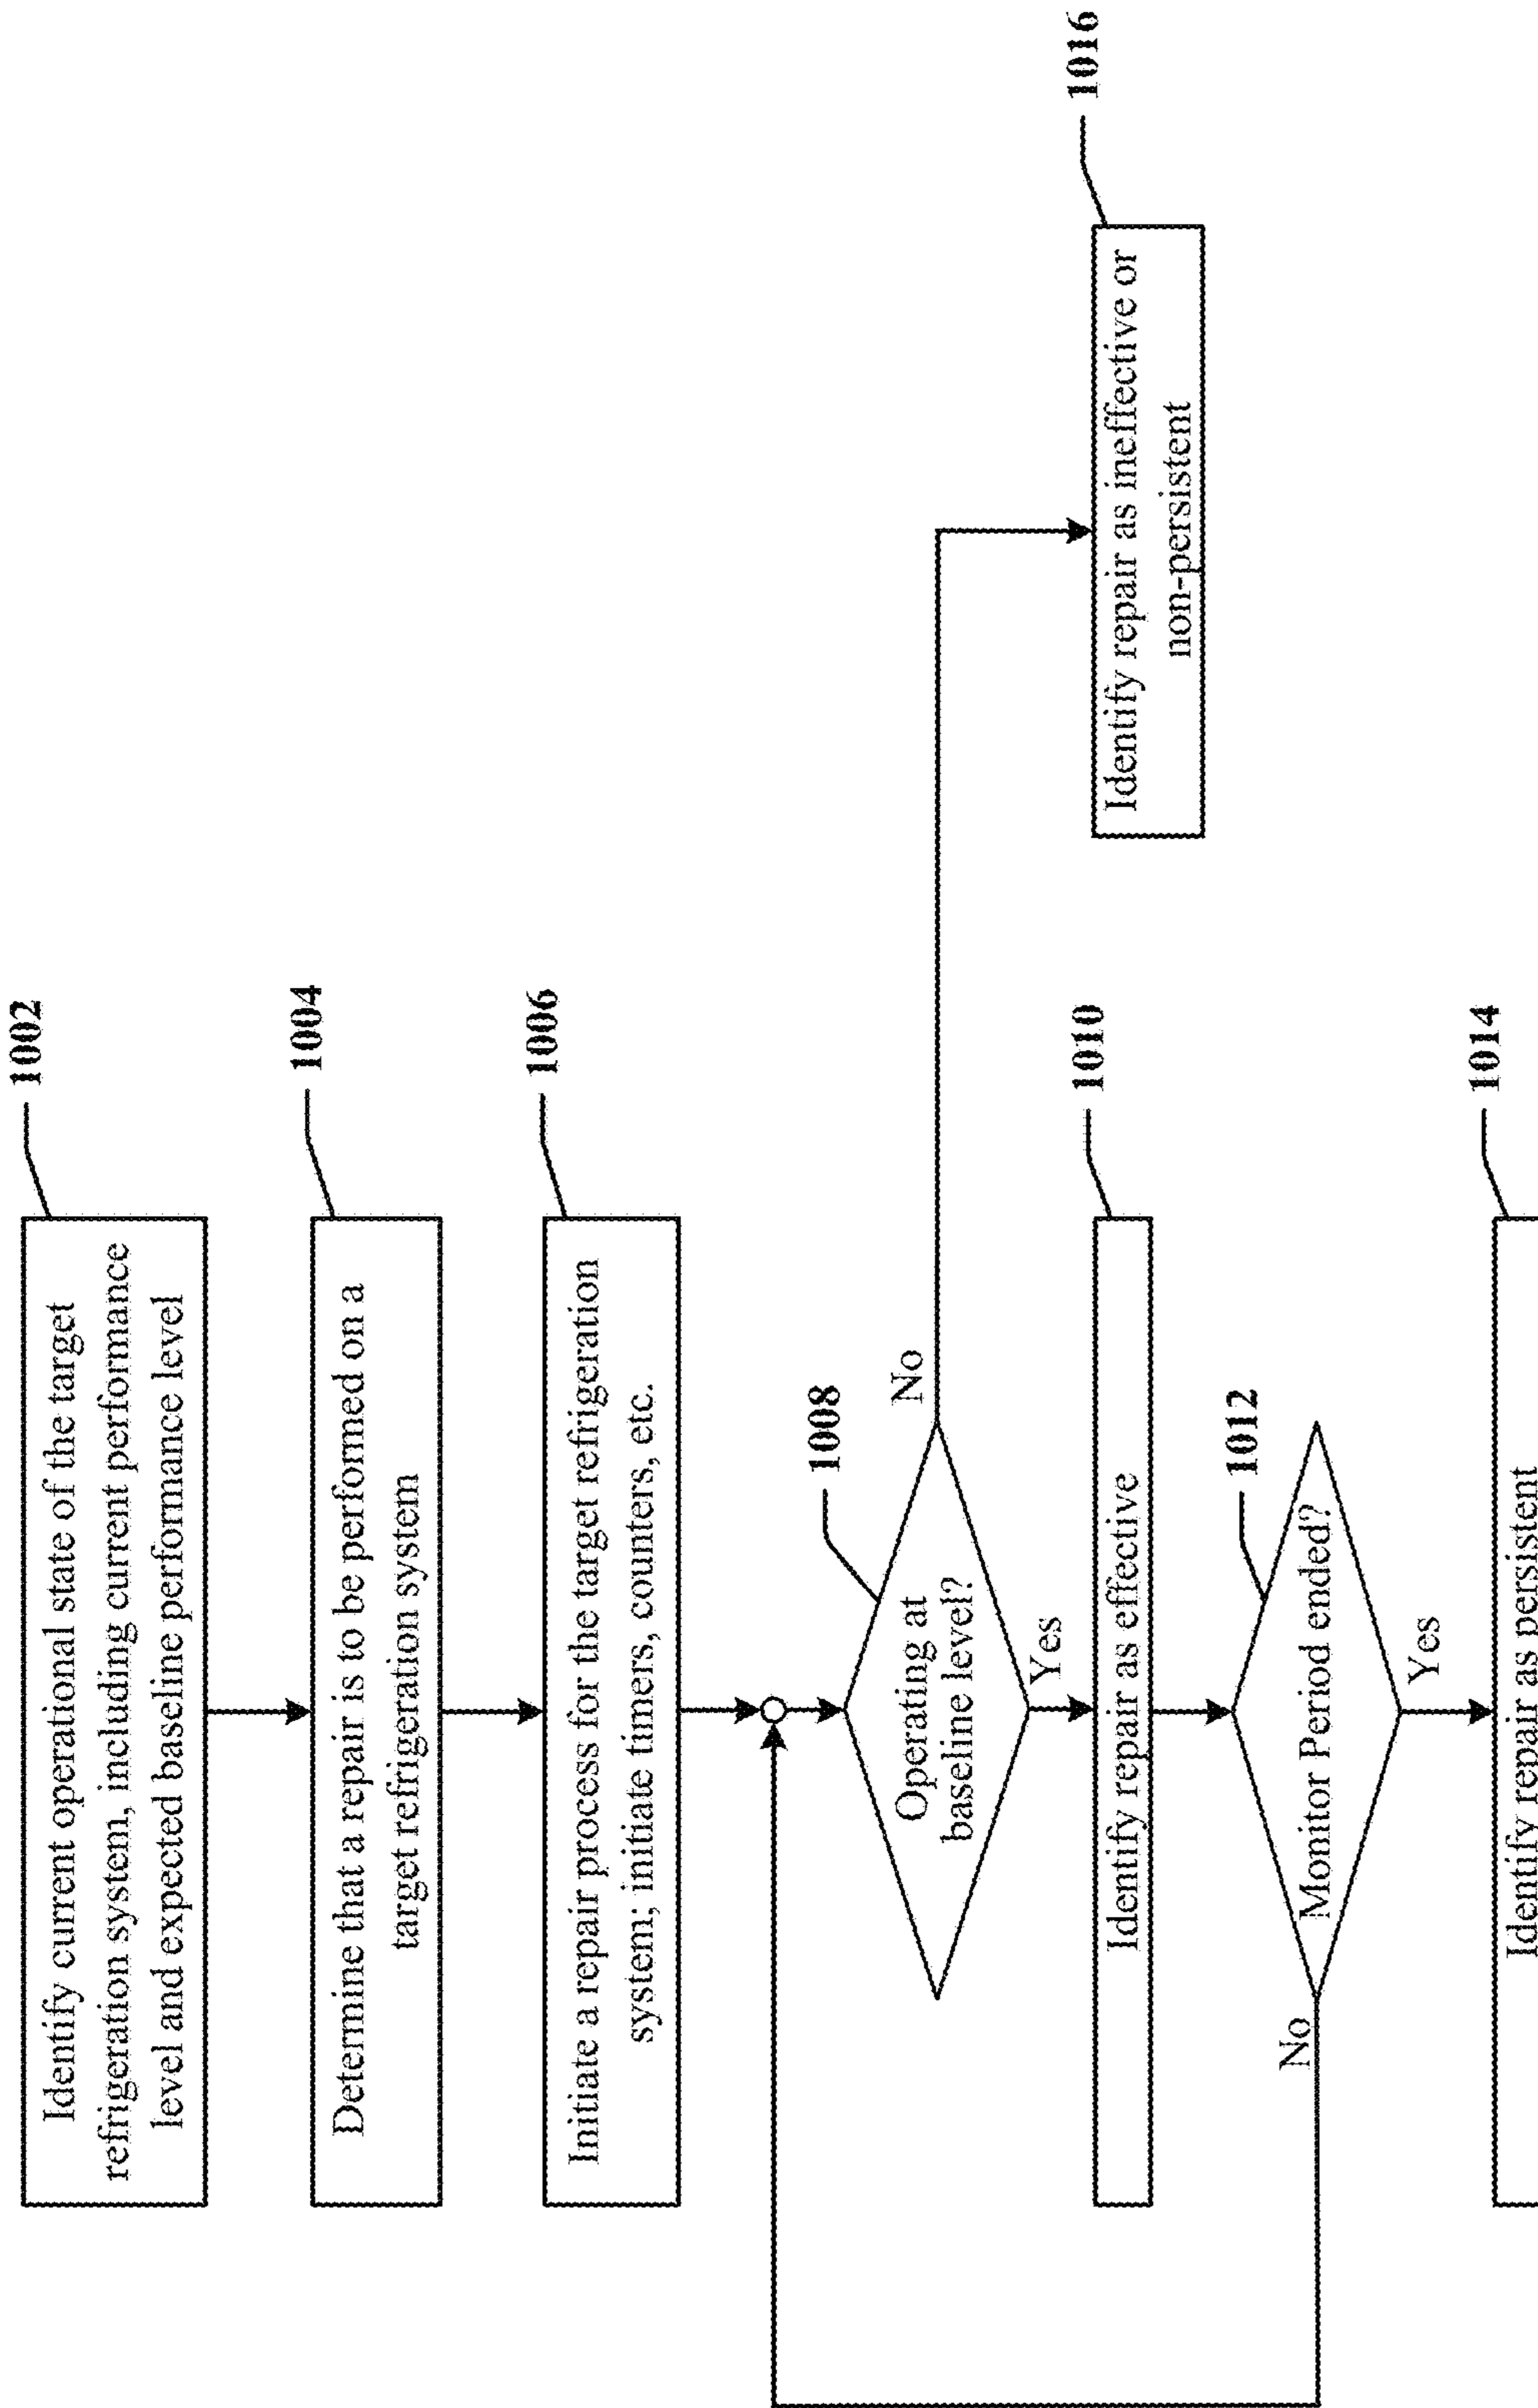 1002
Identify current operational state of the target
refrigeration system, including current performance
level and expected baseline performance level
1004
Determine that a repair is to be performed on a
target refrigeration system
1006
Initiate a repair process for the target refrigeration
system; initiate timers, counters, etc.
1008
Operating at
baseline level?
No
Yes
1016
Identify repair as ineffective or
non-persistent
1010
Identify repair as effective
1012
Monitor Period ended?
No
Yes
1014
Identify repair as persistent